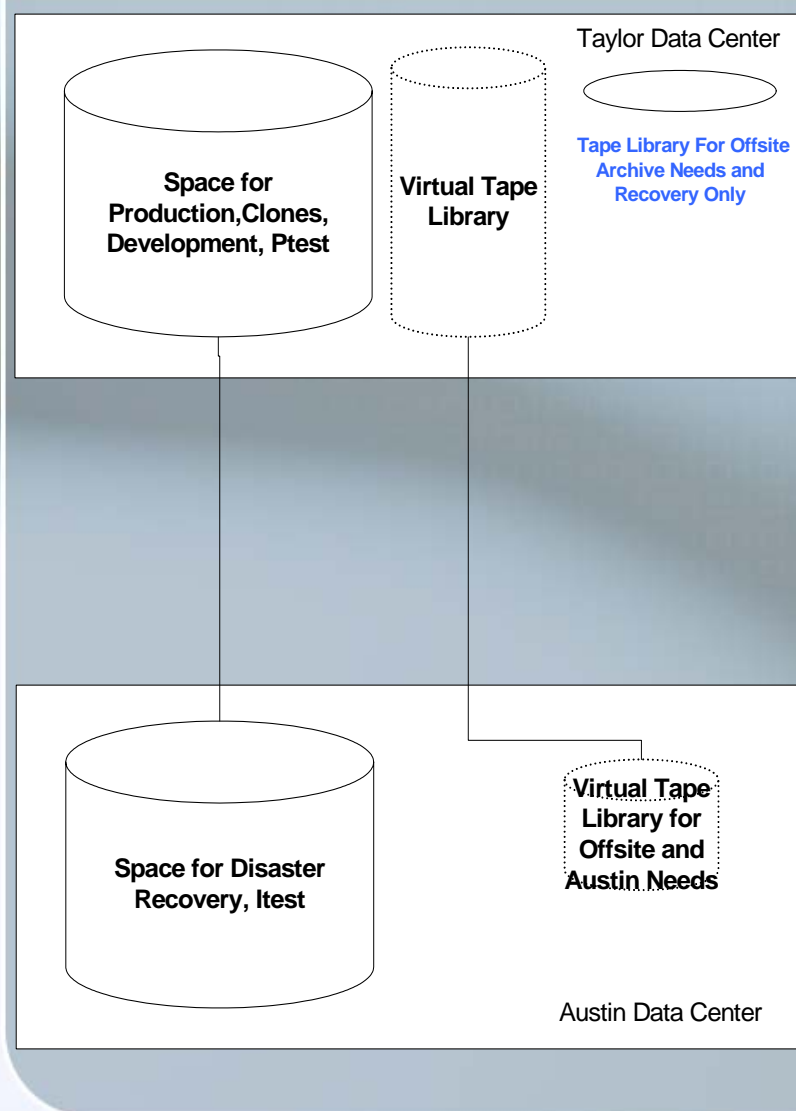 Taylor Data Center
Tape Library For Offsite
Archive Needs and
Recovery Only
Space for
Production,Clones,
Development, Ptest
Virtual Tape
Library
Virtual Tape
Library for
Offsite and
Austin Needs
Space for Disaster
Recovery, Itest
Austin Data Center